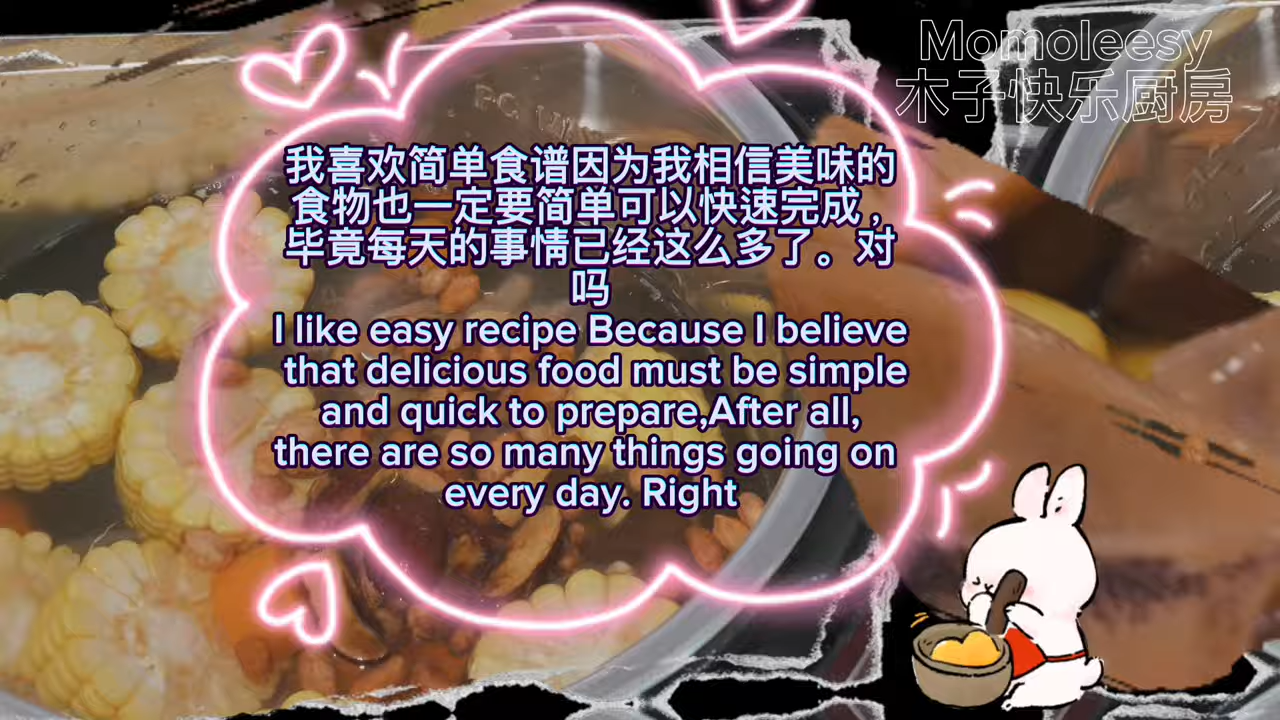 Momoleesy
木子快乐厨房
我喜欢简单食谱因为我相信美味的
食物也一定要简单可以快速完成，
毕竟每天的事情已经这么多了。对
吗
I like easy recipe Because I believe
that delicious food must be simple
and quick to prepare,After all,
there are so many things going on
every day. Right